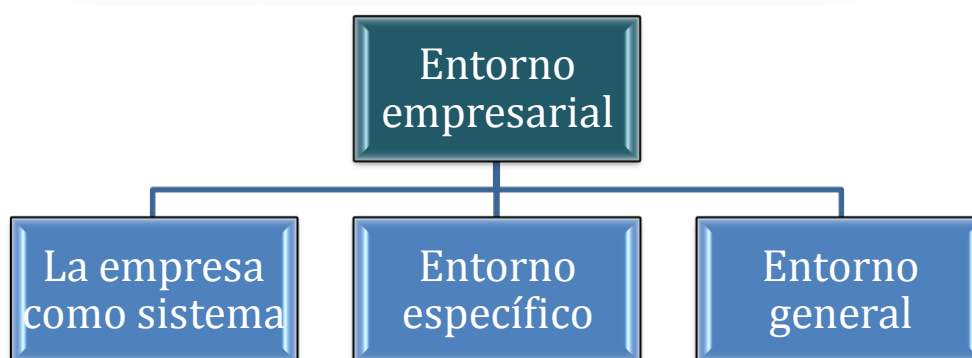 Entorno
empresarial
La empresa
como sistema
Entorno
específico
Entorno
general